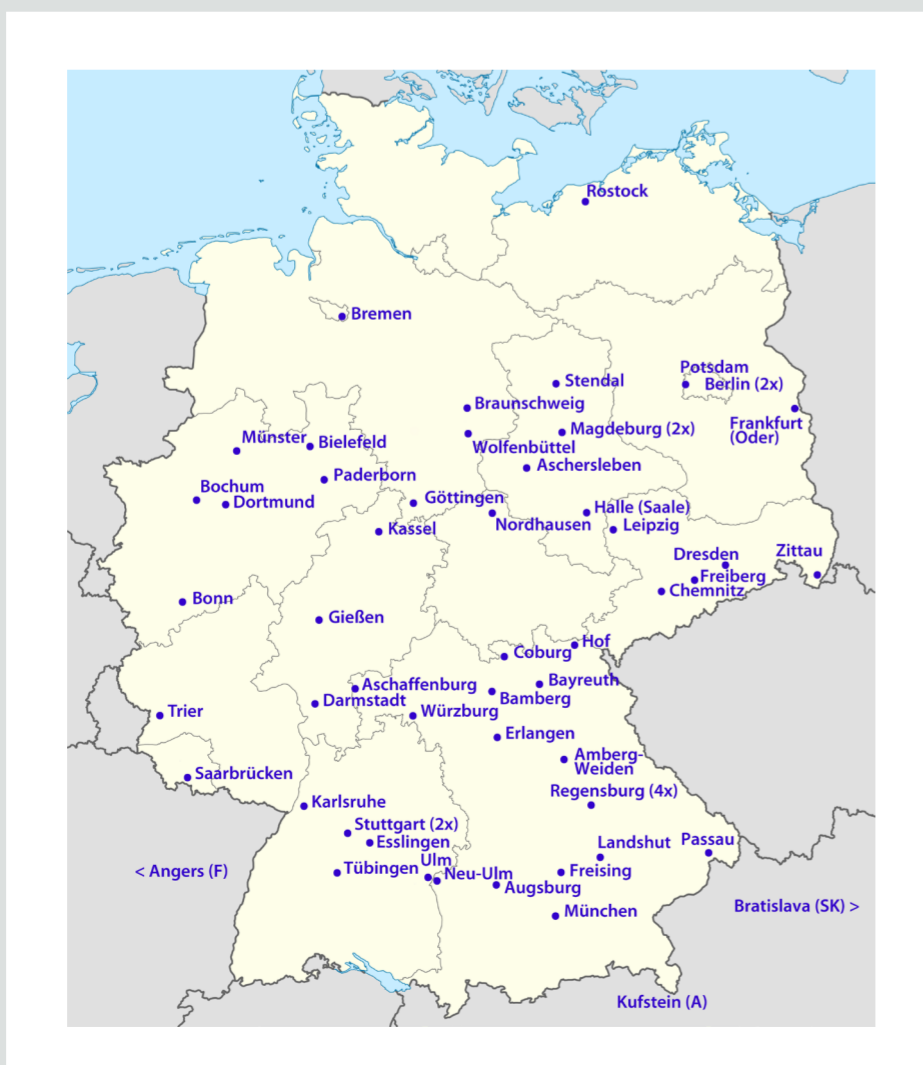 Rostock
Bremen
Potsdam
Stendal
Berlin (2x)
Braunschweig
Frankfurt
(Oder)
Magdeburg (2x)
Münster
Bielefeld
Wolfenbüttel
Aschersleben
Paderborn
Bochum
Dortmund
Göttingen
Halle (Saale)
Nordhausen
Leipzig
Kassel
Dresden
Zittau
Freiberg
Chemnitz
Bonn
Gießen
Hof
Coburg
Bayreuth
Aschaffenburg
Bamberg
Darmstadt
Trier
Würzburg
Erlangen
Amberg-
Weiden
Saarbrücken
Regensburg (4x)
Karlsruhe
Stuttgart (2x)
Esslingen
Landshut
Passau
Ulm
Tübingen
Neu-Ulm
Freising
< Angers (F)
Augsburg
München
Bratislava (SK) >
Kufstein (A)